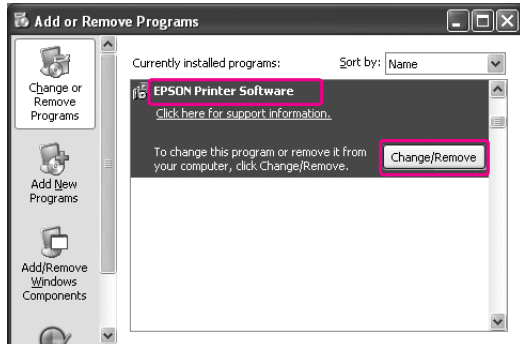 Add or Remove Programs
Change or
Remove
Programs
Add New
Programs
Add/Remove
Windows
Components
Currently installed programs:
Sort by:
Name
EPSON Printer Software
Click here for support information.
To change this program or remove it from
your computer, click Change/Remove.
Change/Remove